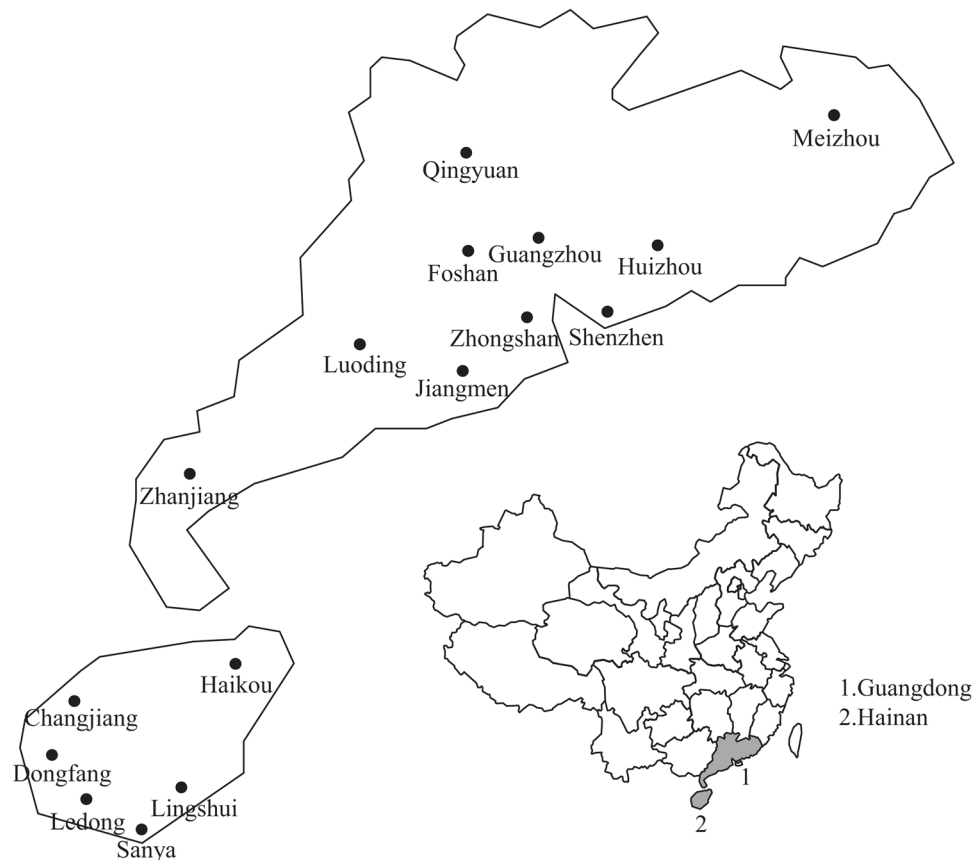 Meizhou
Qingyuan
Guangzhou
Foshan
Huizhou
Zhongshan
Shenzhen
Luoding
Jiangmen
Zhanjiang
Haikou
Changjiang
Dongfang
Ledong
Lingshui
Sanya
1.Guangdong
2.Hainan
1
2